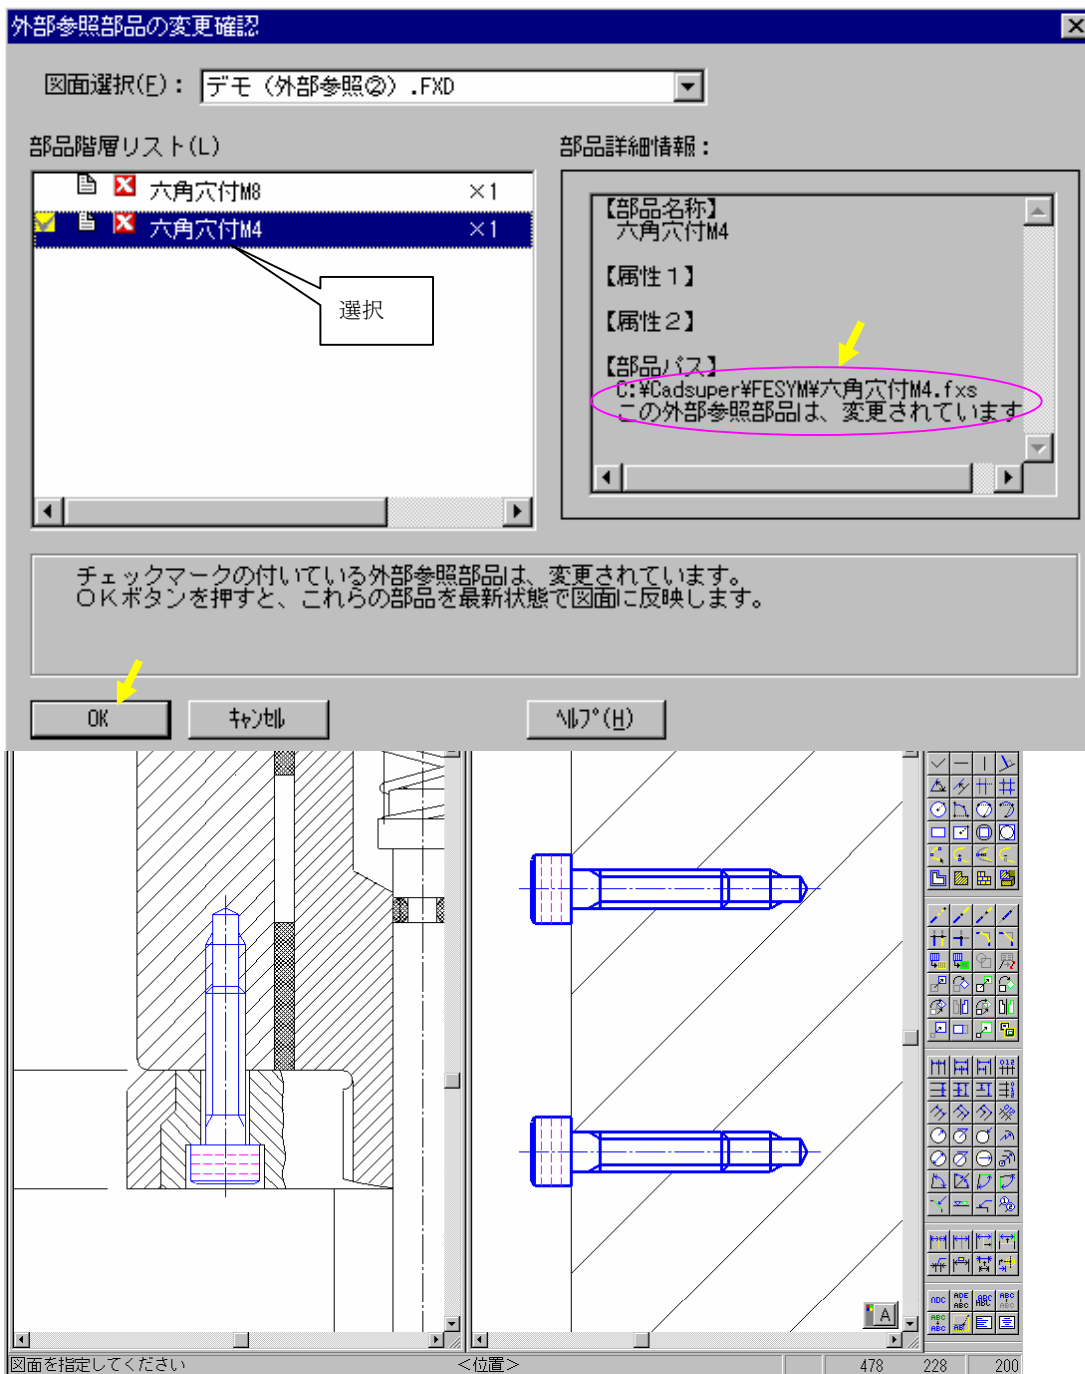 外部参照部品の変更確認
図面選択(F)：
デモ（外部参照②）.FXD
部品階層リスト(L)
部品詳細情報：
六角穴付M8 ×1
六角穴付M4 ×1
選択
【部品名称】
六角穴付M4
【属性１】
【属性２】
【部品パス】
C:¥Cadsuper¥FESYM¥六角穴付M4.fxs
この外部参照部品は、変更されています
チェックマークの付いている外部参照部品は、変更されています。
ＯＫボタンを押すと、これらの部品を最新状態で図面に反映します。
OK
ｷｬﾝｾﾙ
ﾍﾙﾌﾟ(H)
A
図面を指定してください
<位置>
478
228
200